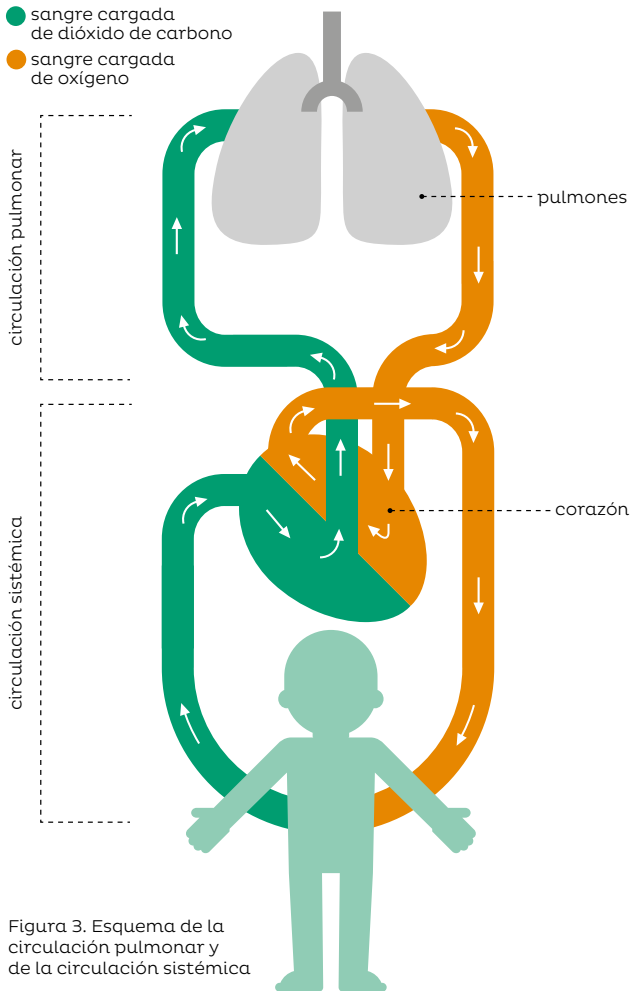 sangre cargada
de dióxido de carbono
sangre cargada
de oxígeno
circulación pulmonar
pulmones
circulación sistémica
corazón
Figura 3. Esquema de la
circulación pulmonar y
de la circulación sistémica